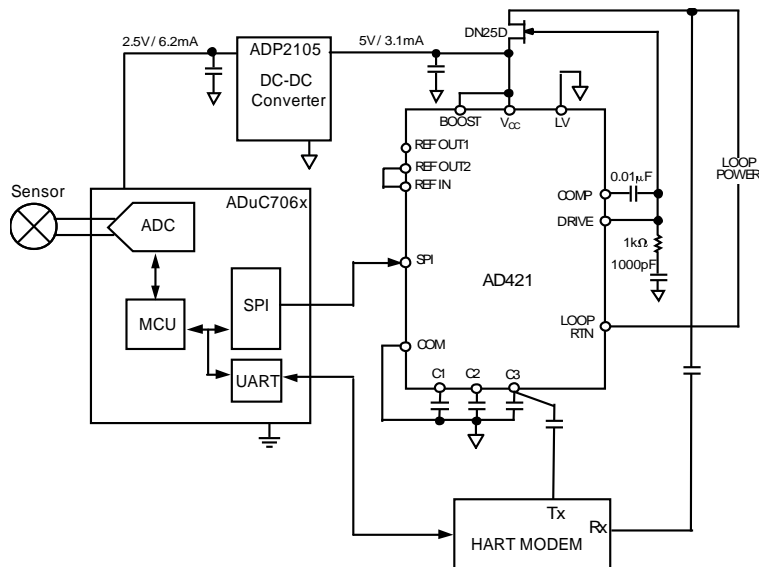 DN25D
2.5V/ 6.2mA
ADP2105
5V/ 3.1mA
DC-DC
Converter
BOOST
VCC
LV
REF OUT1
REF OUT2
REF IN
0.01μF
LOOP
POWER
Sensor
ADuC706x
COMP
ADC
DRIVE
1kΩ
SPI
1000pF
AD421
SPI
MCU
LOOP
RTN
COM
UART
C1
C2
C3
Tx
Rx
HART MODEM